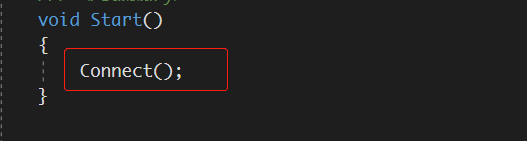 void Start()
{
Connect();
}